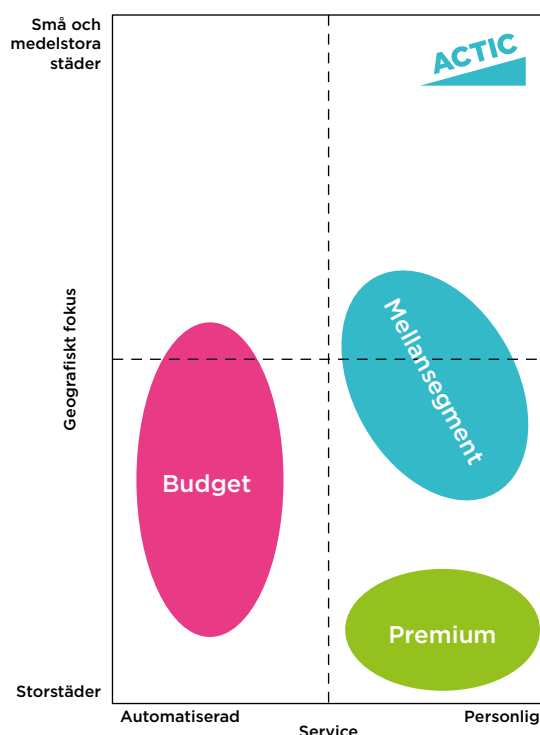 Små och
medelstora
städer
ACTIC
Geografiskt fokus
Mellansegment
Budget
Premium
Storstäder
Automatiserad
Personlig
Service